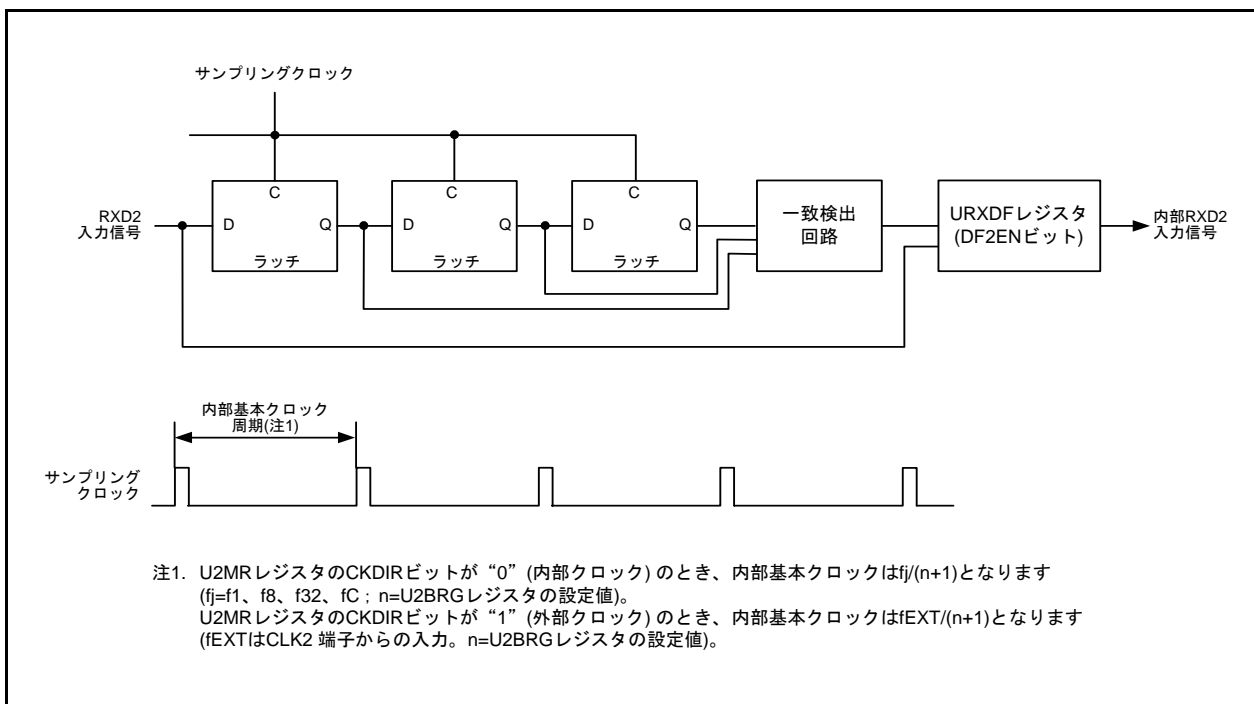 サンプリングクロック
C
C
C
RXD2
入力信号
D
Q
D
Q
D
Q
ラッチ
ラッチ
ラッチ
一致検出
回路
URXDFレジスタ
(DF2ENビット)
内部RXD2
入力信号
内部基本クロック
周期(注1)
サンプリング
クロック
注1. U2MRレジスタのCKDIRビットが“0”(内部クロック) のとき、内部基本クロックはfj/(n+1)となります
(fj=f1、f8、f32、fC ; n=U2BRGレジスタの設定値)。
U2MRレジスタのCKDIRビットが“1”(外部クロック) のとき、内部基本クロックはfEXT/(n+1)となります
(fEXTはCLK2 端子からの入力。n=U2BRGレジスタの設定値)。